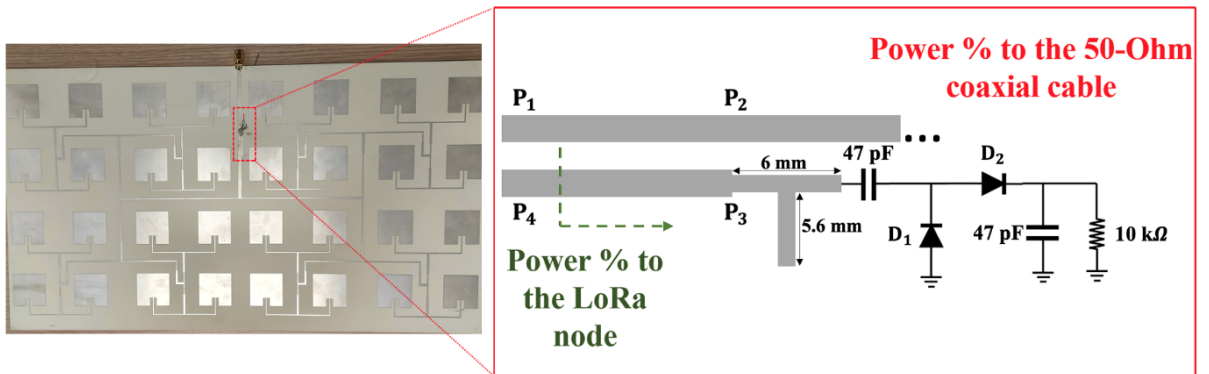 Power % to the 50-Ohm
coaxial cable
P₁
P₂
6 mm
47 pF
D₂
P₄
P₃
5.6 mm
D₁
47 pF
10 kΩ
Power % to
the LoRa
node